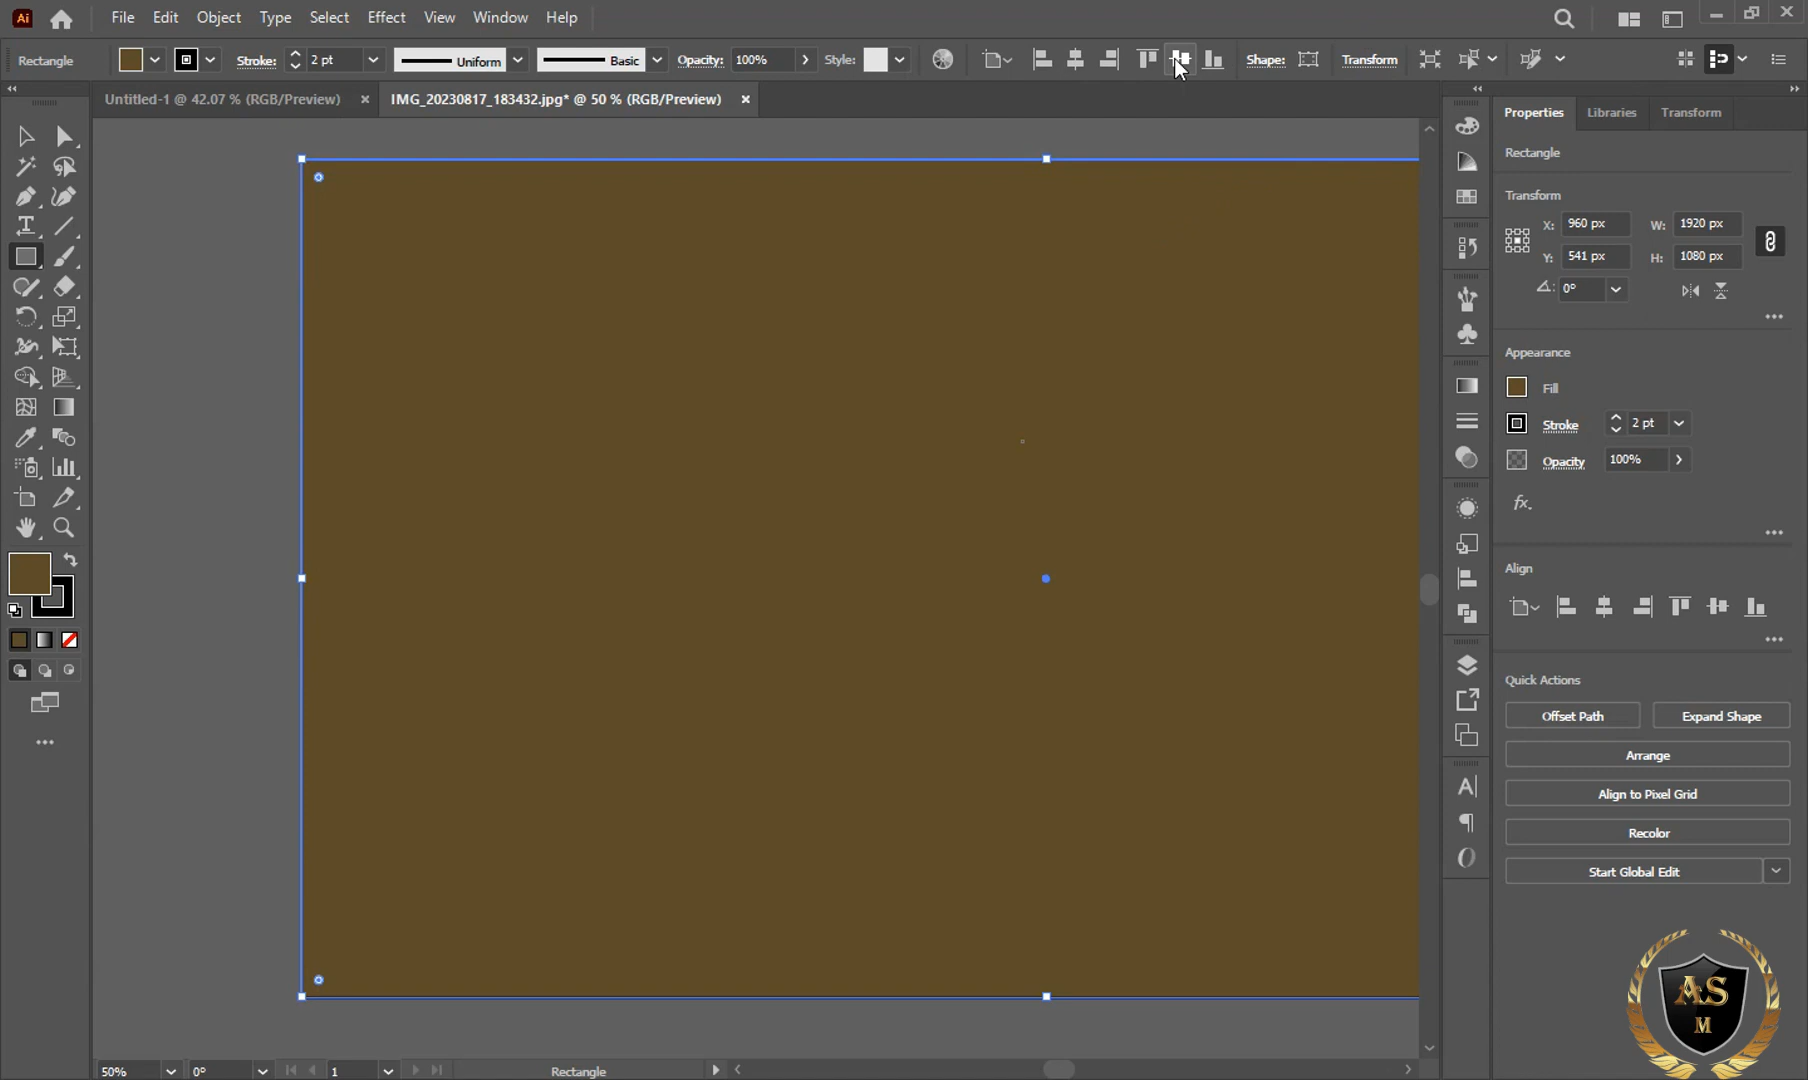 Ai File Edit Object Type Select Effect View Window Help
Rectangle Stroke: 2 pt Uniform Basic Opacity: 100% Style: Shape: Transform
Untitled-1 @ 42.07 % (RGB/Preview) × IMG_20230817_183432.jpg* @ 50 % (RGB/Preview) ×
Properties Libraries Transform
Rectangle
Transform
X: 960 px W: 1920 px
Y: 541 px H: 1080 px
0°
Appearance
Fill
Stroke 2 pt
Opacity 100%
fx.
Align
Quick Actions
Offset Path Expand Shape
Arrange
Align to Pixel Grid
Recolor
Start Global Edit
AS
M
50% 0° 1 Rectangle